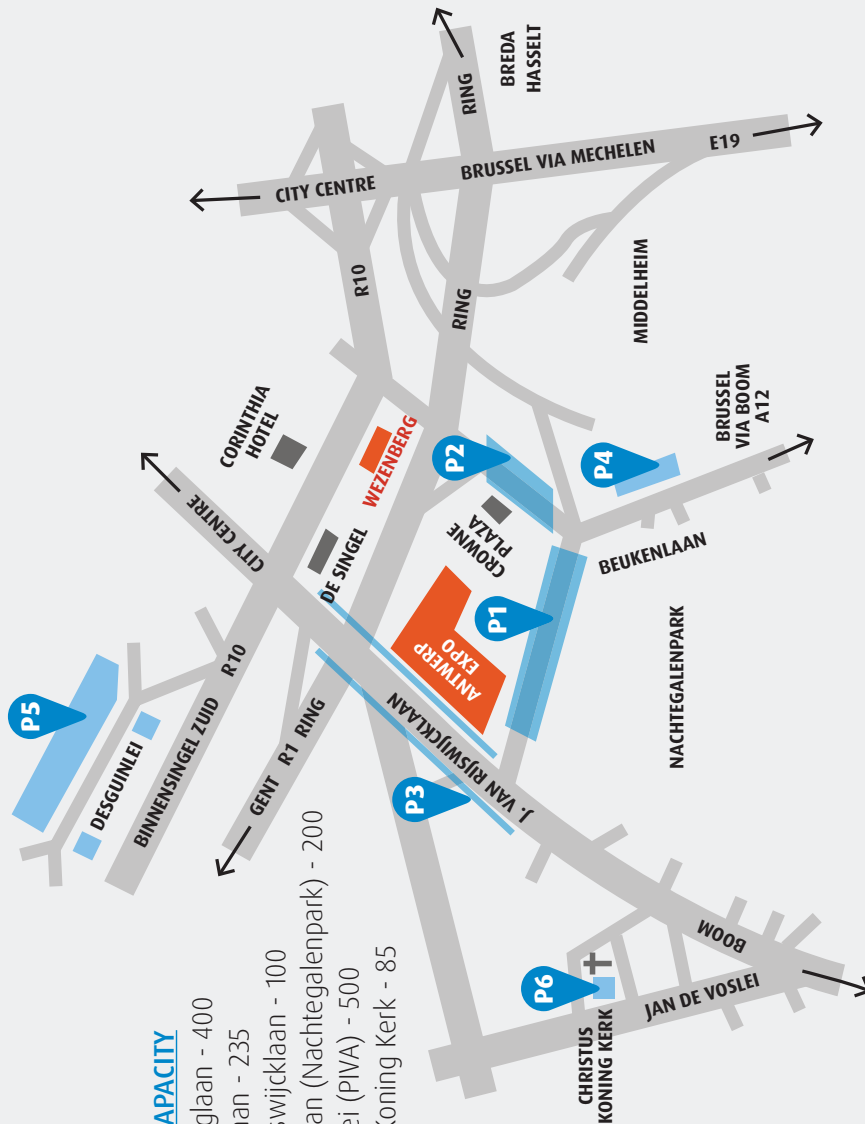 APACITY
glaan - 400
aan - 235
swijcklaan - 100
an (Nachtegalenpark) - 200
ei (PIVA) - 500
Koning Kerk - 85
P5
DESGUINLEI
BINNENSINGEL ZUID
R10
GENT
R1 RING
CITY CENTRE
CORINTHIA
HOTEL
DE SINGEL
WEZENBERG
R10
CITY CENTRE
BRUSSEL VIA MECHELEN
E19
RING
RING
BREDA
HASSELT
MIDDELHEIM
P2
P4
BRUSSEL
VIA BOOM
A12
CROWNE
PLAZA
BEUKENLAAN
P1
ANTWERP
EXPO
NACHTEGALENPARK
J. VAN RIJSWIJCKLAAN
P3
BOOM
JAN DE VOSLEI
P6
CHRISTUS
KONING KERK